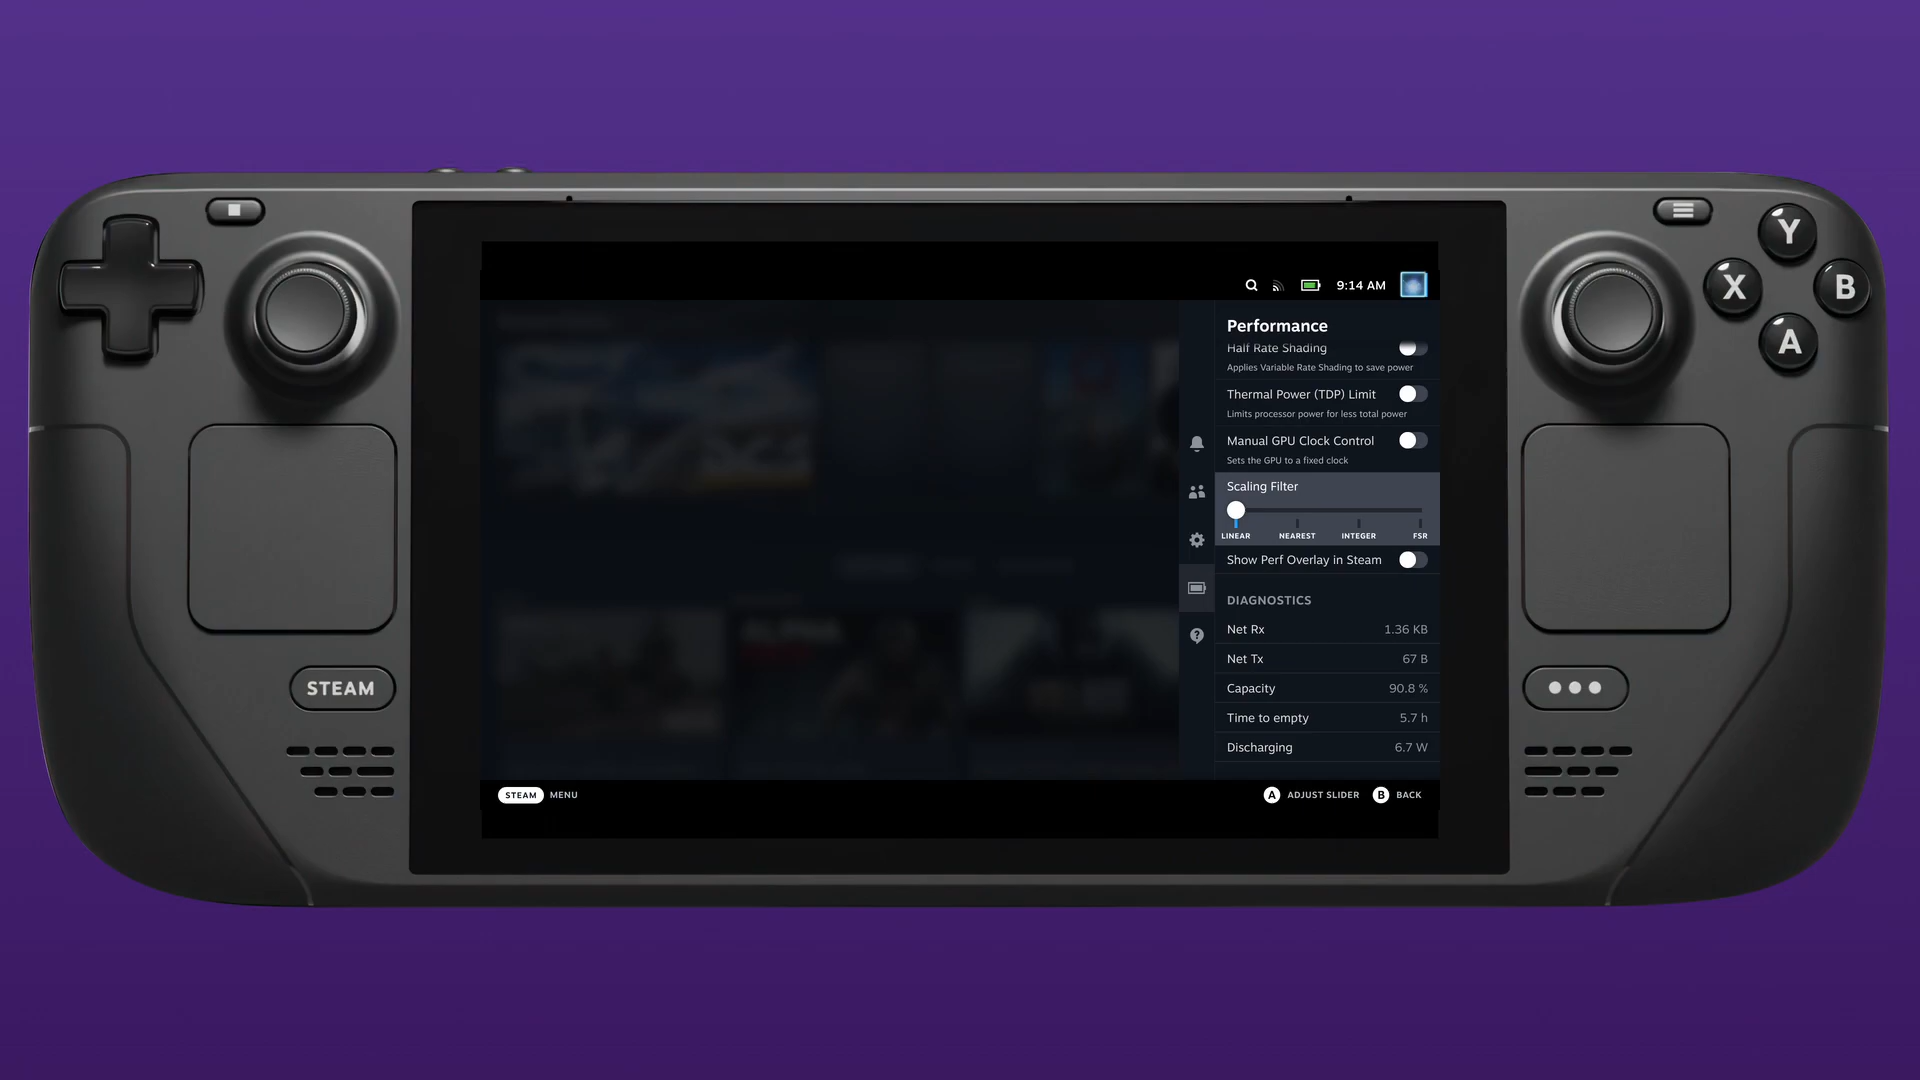 9:14 AM
Performance
Half Rate Shading
Applies Variable Rate Shading to save power
Thermal Power (TDP) Limit
Limits processor power for less total power
Manual GPU Clock Control
Sets the GPU to a fixed clock
Scaling Filter
LINEAR NEAREST INTEGER FSR
Show Perf Overlay in Steam
DIAGNOSTICS
Net Rx 1.36 KB
Net Tx 67 B
Capacity 90.8 %
Time to empty 5.7 h
Discharging 6.7 W
STEAM MENU
A ADJUST SLIDER B BACK
STEAM
Y
X
B
A